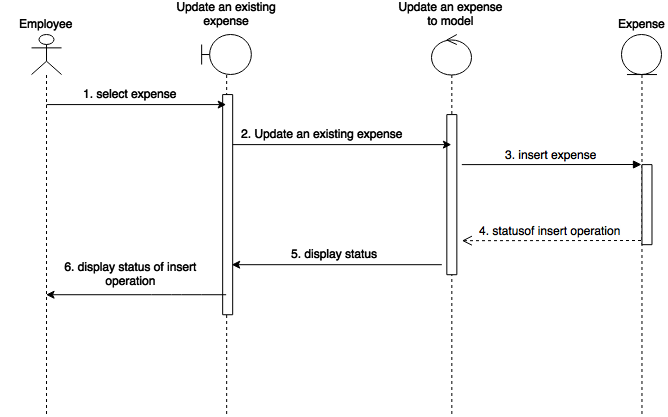 Employee
Update an existing
expense
Update an expense
to model
Expense
1. select expense
2. Update an existing expense
3. insert expense
4. statusof insert operation
5. display status
6. display status of insert
operation